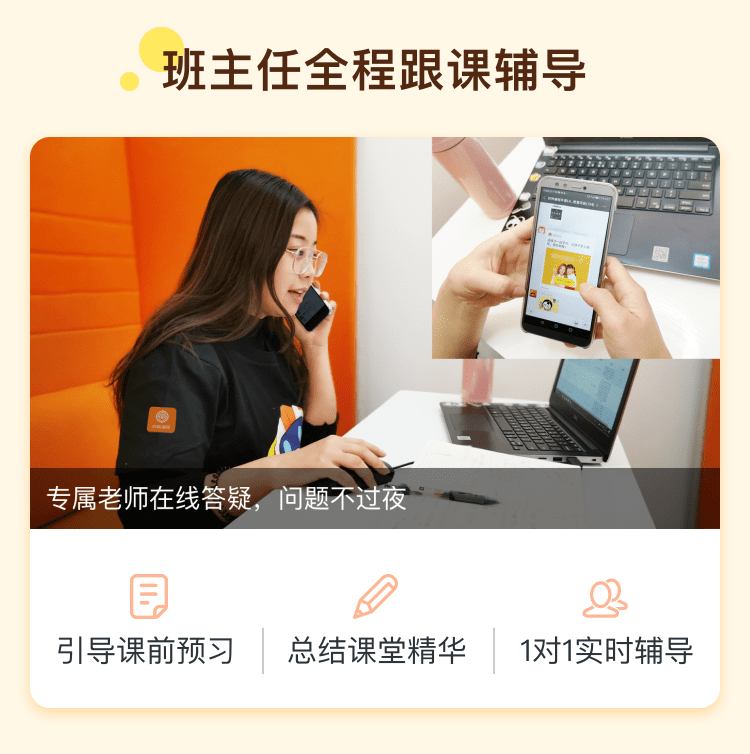 班主任全程跟课辅导
专属老师在线答疑，问题不过夜
引导课前预习
总结课堂精华
1对1实时辅导